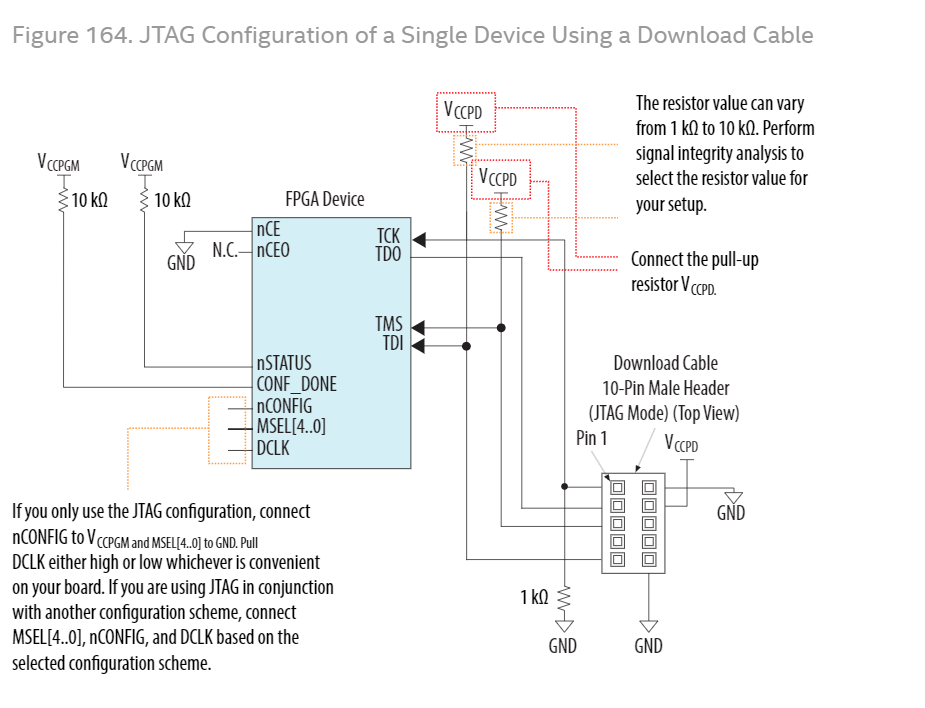 Figure 164. JTAG Configuration of a Single Device Using a Download Cable
VCCPD
The resistor value can vary
from 1 kΩ to 10 kΩ. Perform
signal integrity analysis to
select the resistor value for
your setup.
VCCPGM
VCCPGM
VCCPD
10 kΩ
10 kΩ
FPGA Device
nCE
TCK
GND
N.C.
nCEO
TDO
Connect the pull-up
resistor VCCPD.
TMS
TDI
nSTATUS
CONF_DONE
nCONFIG
MSEL[4..0]
DCLK
Download Cable
10-Pin Male Header
(JTAG Mode) (Top View)
Pin 1
VCCPD
GND
If you only use the JTAG configuration, connect
nCONFIG to VCCPGM and MSEL[4..0] to GND. Pull
DCLK either high or low whichever is convenient
on your board. If you are using JTAG in conjunction
with another configuration scheme, connect
MSEL[4..0], nCONFIG, and DCLK based on the
selected configuration scheme.
1 kΩ
GND
GND